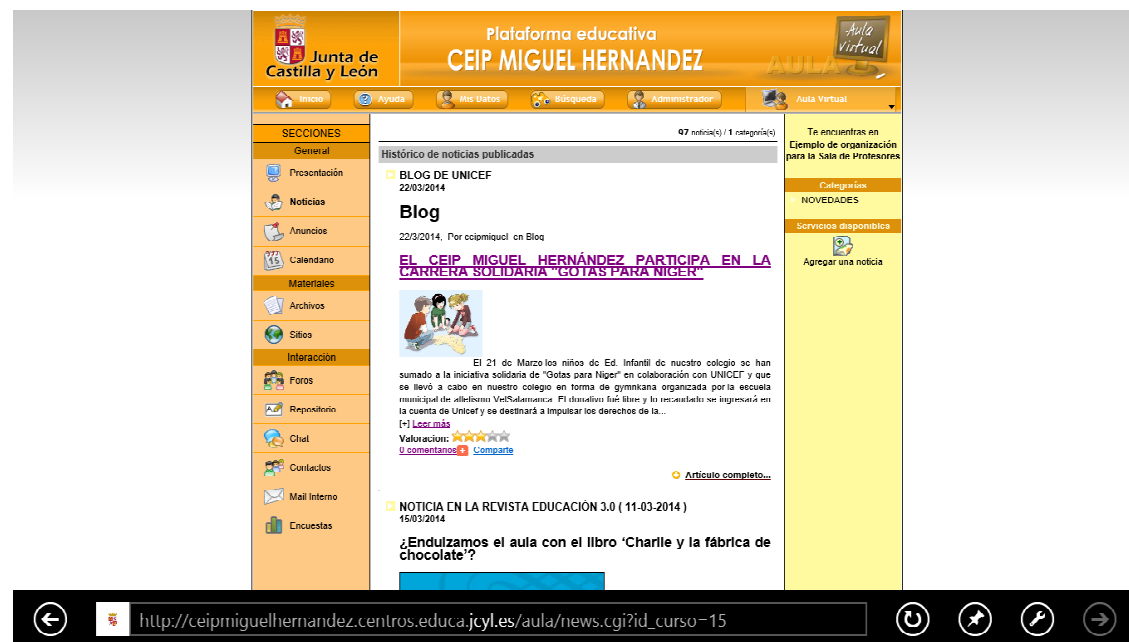 Junta de
Castilla y León
Plataforma educativa
CEIP MIGUEL HERNANDEZ
Aula
Virtual
AULA
Inicio
Ayuda
Mis Datos
Búsqueda
Administrador
Aula Virtual
SECCIONES
General
Presentación
Noticias
Anuncios
Calendario
Materiales
Archivos
Sitios
Interacción
Foros
Repositorio
Chat
Contactos
Mail Interno
Encuestas
97 noticia(s) / 1 categoría(s)
Histórico de noticias publicadas
BLOG DE UNICEF
22/03/2014
Blog
22/3/2014, Por ceipmiguel en Blog
EL CEIP MIGUEL HERNÁNDEZ PARTICIPA EN LA
CARRERA SOLIDARIA "GOTAS PARA NIGER"
El 21 de Marzo los niños de Ed. Infantil de nuestro colegio se han
sumado a la iniciativa solidaria de "Gotas para Niger" en colaboración con UNICEF y que
se llevó a cabo en nuestro colegio en forma de gymnkana organizada por la escuela
municipal de atletismo VelSalamanca. El donativo fué libre y lo recaudado se ingresará en
la cuenta de Unicef y se destinará a impulsar los derechos de la...
[+] Leer más
Valoracion:
0 comentarios Comparte
Artículo completo...
NOTICIA EN LA REVISTA EDUCACIÓN 3.0 ( 11-03-2014 )
15/03/2014
¿Endulzamos el aula con el libro ‘Charlie y la fábrica de
chocolate’?
Te encuentras en
Ejemplo de organización
para la Sala de Profesores
Categorías
NOVEDADES
Servicios disponibles
Agregar una noticia
http://ceipmiguelhernandez.centros.educa.jcyl.es/aula/news.cgi?id_curso=15